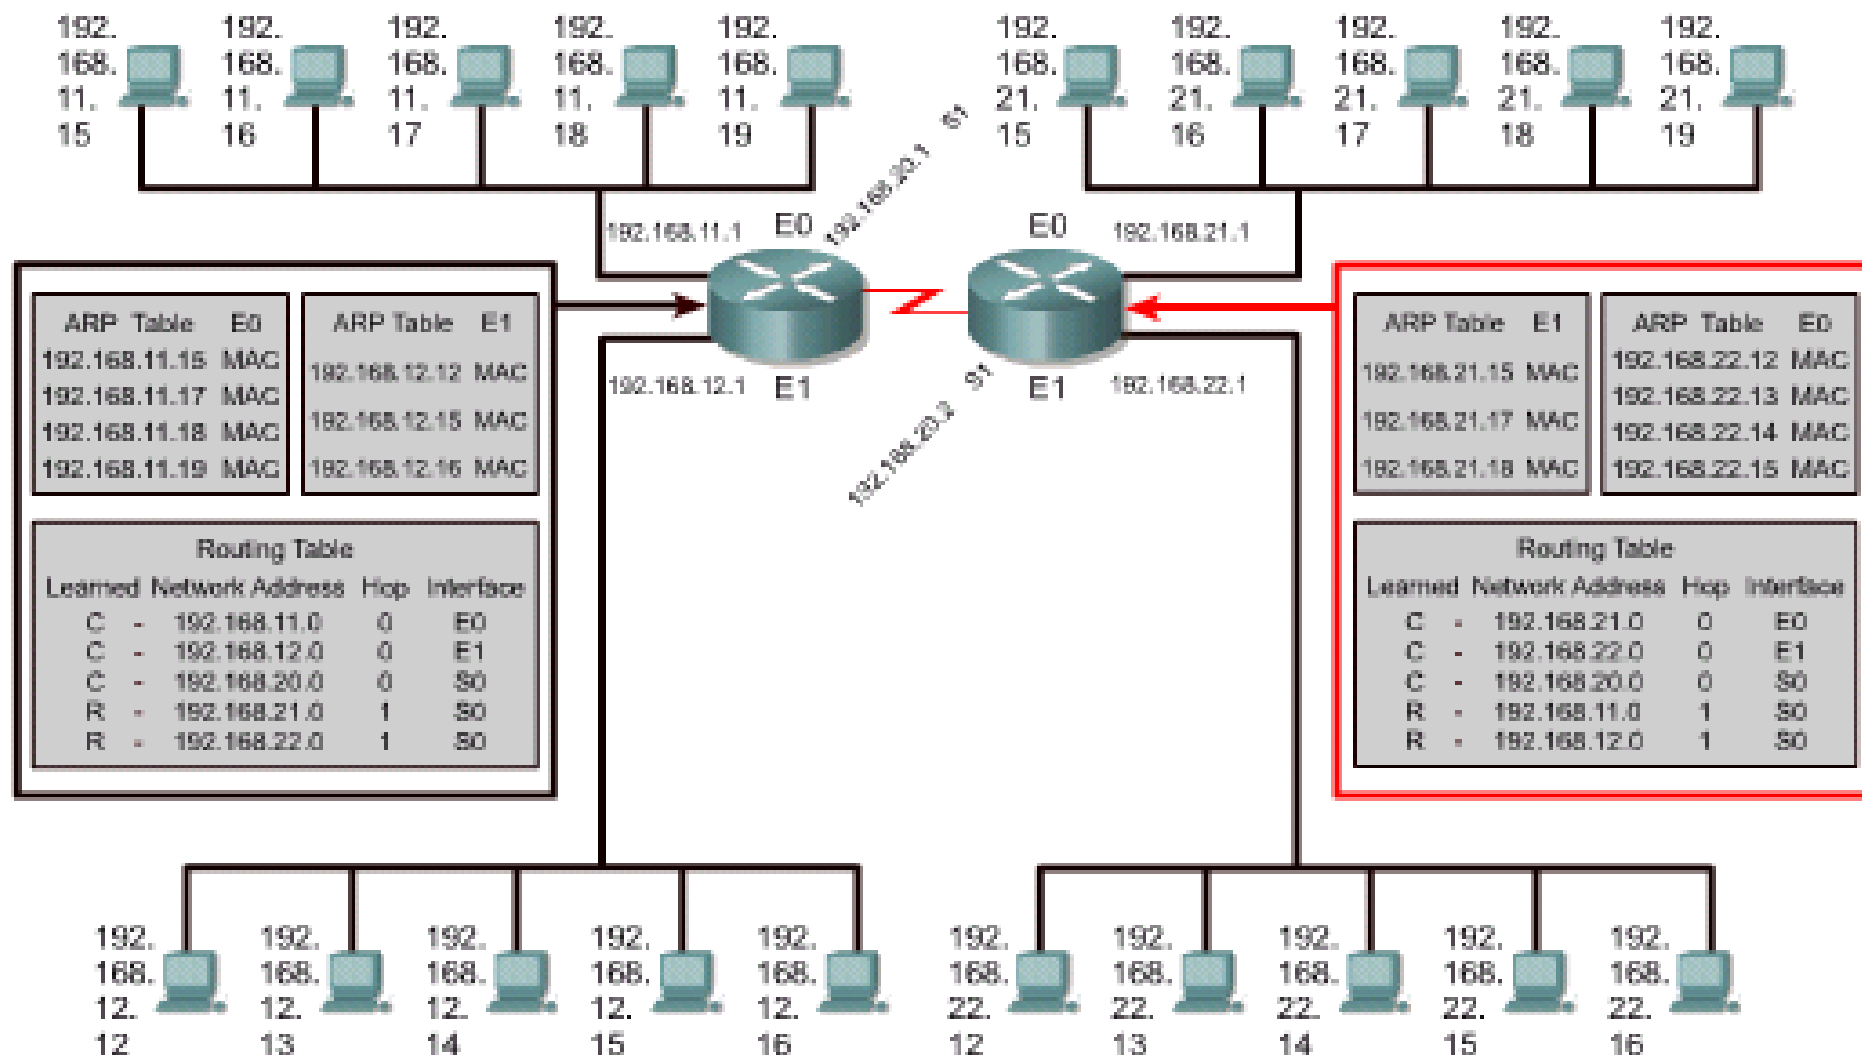 192.
168.
11.
15
192.
168.
11.
16
192.
168.
11.
17
192.
168.
11.
18
192.
168.
11.
19
192.
168.
21.
15
192.
168.
21.
16
192.
168.
21.
17
192.
168.
21.
18
192.
168.
21.
19
192.168.20.1 S1
192.168.11.1 E0
E0 192.168.21.1
192.168.12.1 E1
192.168.20.2 S1
E1 192.168.22.1
ARP Table E0
192.168.11.15 MAC
192.168.11.17 MAC
192.168.11.18 MAC
192.168.11.19 MAC
ARP Table E1
192.168.12.12 MAC
192.168.12.15 MAC
192.168.12.16 MAC
Routing Table
Learned Network Address Hop Interface
C - 192.168.11.0 0 E0
C - 192.168.12.0 0 E1
C - 192.168.20.0 0 S0
R - 192.168.21.0 1 S0
R - 192.168.22.0 1 S0
ARP Table E1
192.168.21.15 MAC
192.168.21.17 MAC
192.168.21.18 MAC
ARP Table E0
192.168.22.12 MAC
192.168.22.13 MAC
192.168.22.14 MAC
192.168.22.15 MAC
Routing Table
Learned Network Address Hop Interface
C - 192.168.21.0 0 E0
C - 192.168.22.0 0 E1
C - 192.168.20.0 0 S0
R - 192.168.11.0 1 S0
R - 192.168.12.0 1 S0
192.
168.
12.
12
192.
168.
12.
13
192.
168.
12.
14
192.
168.
12.
15
192.
168.
12.
16
192.
168.
22.
12
192.
168.
22.
13
192.
168.
22.
14
192.
168.
22.
15
192.
168.
22.
16